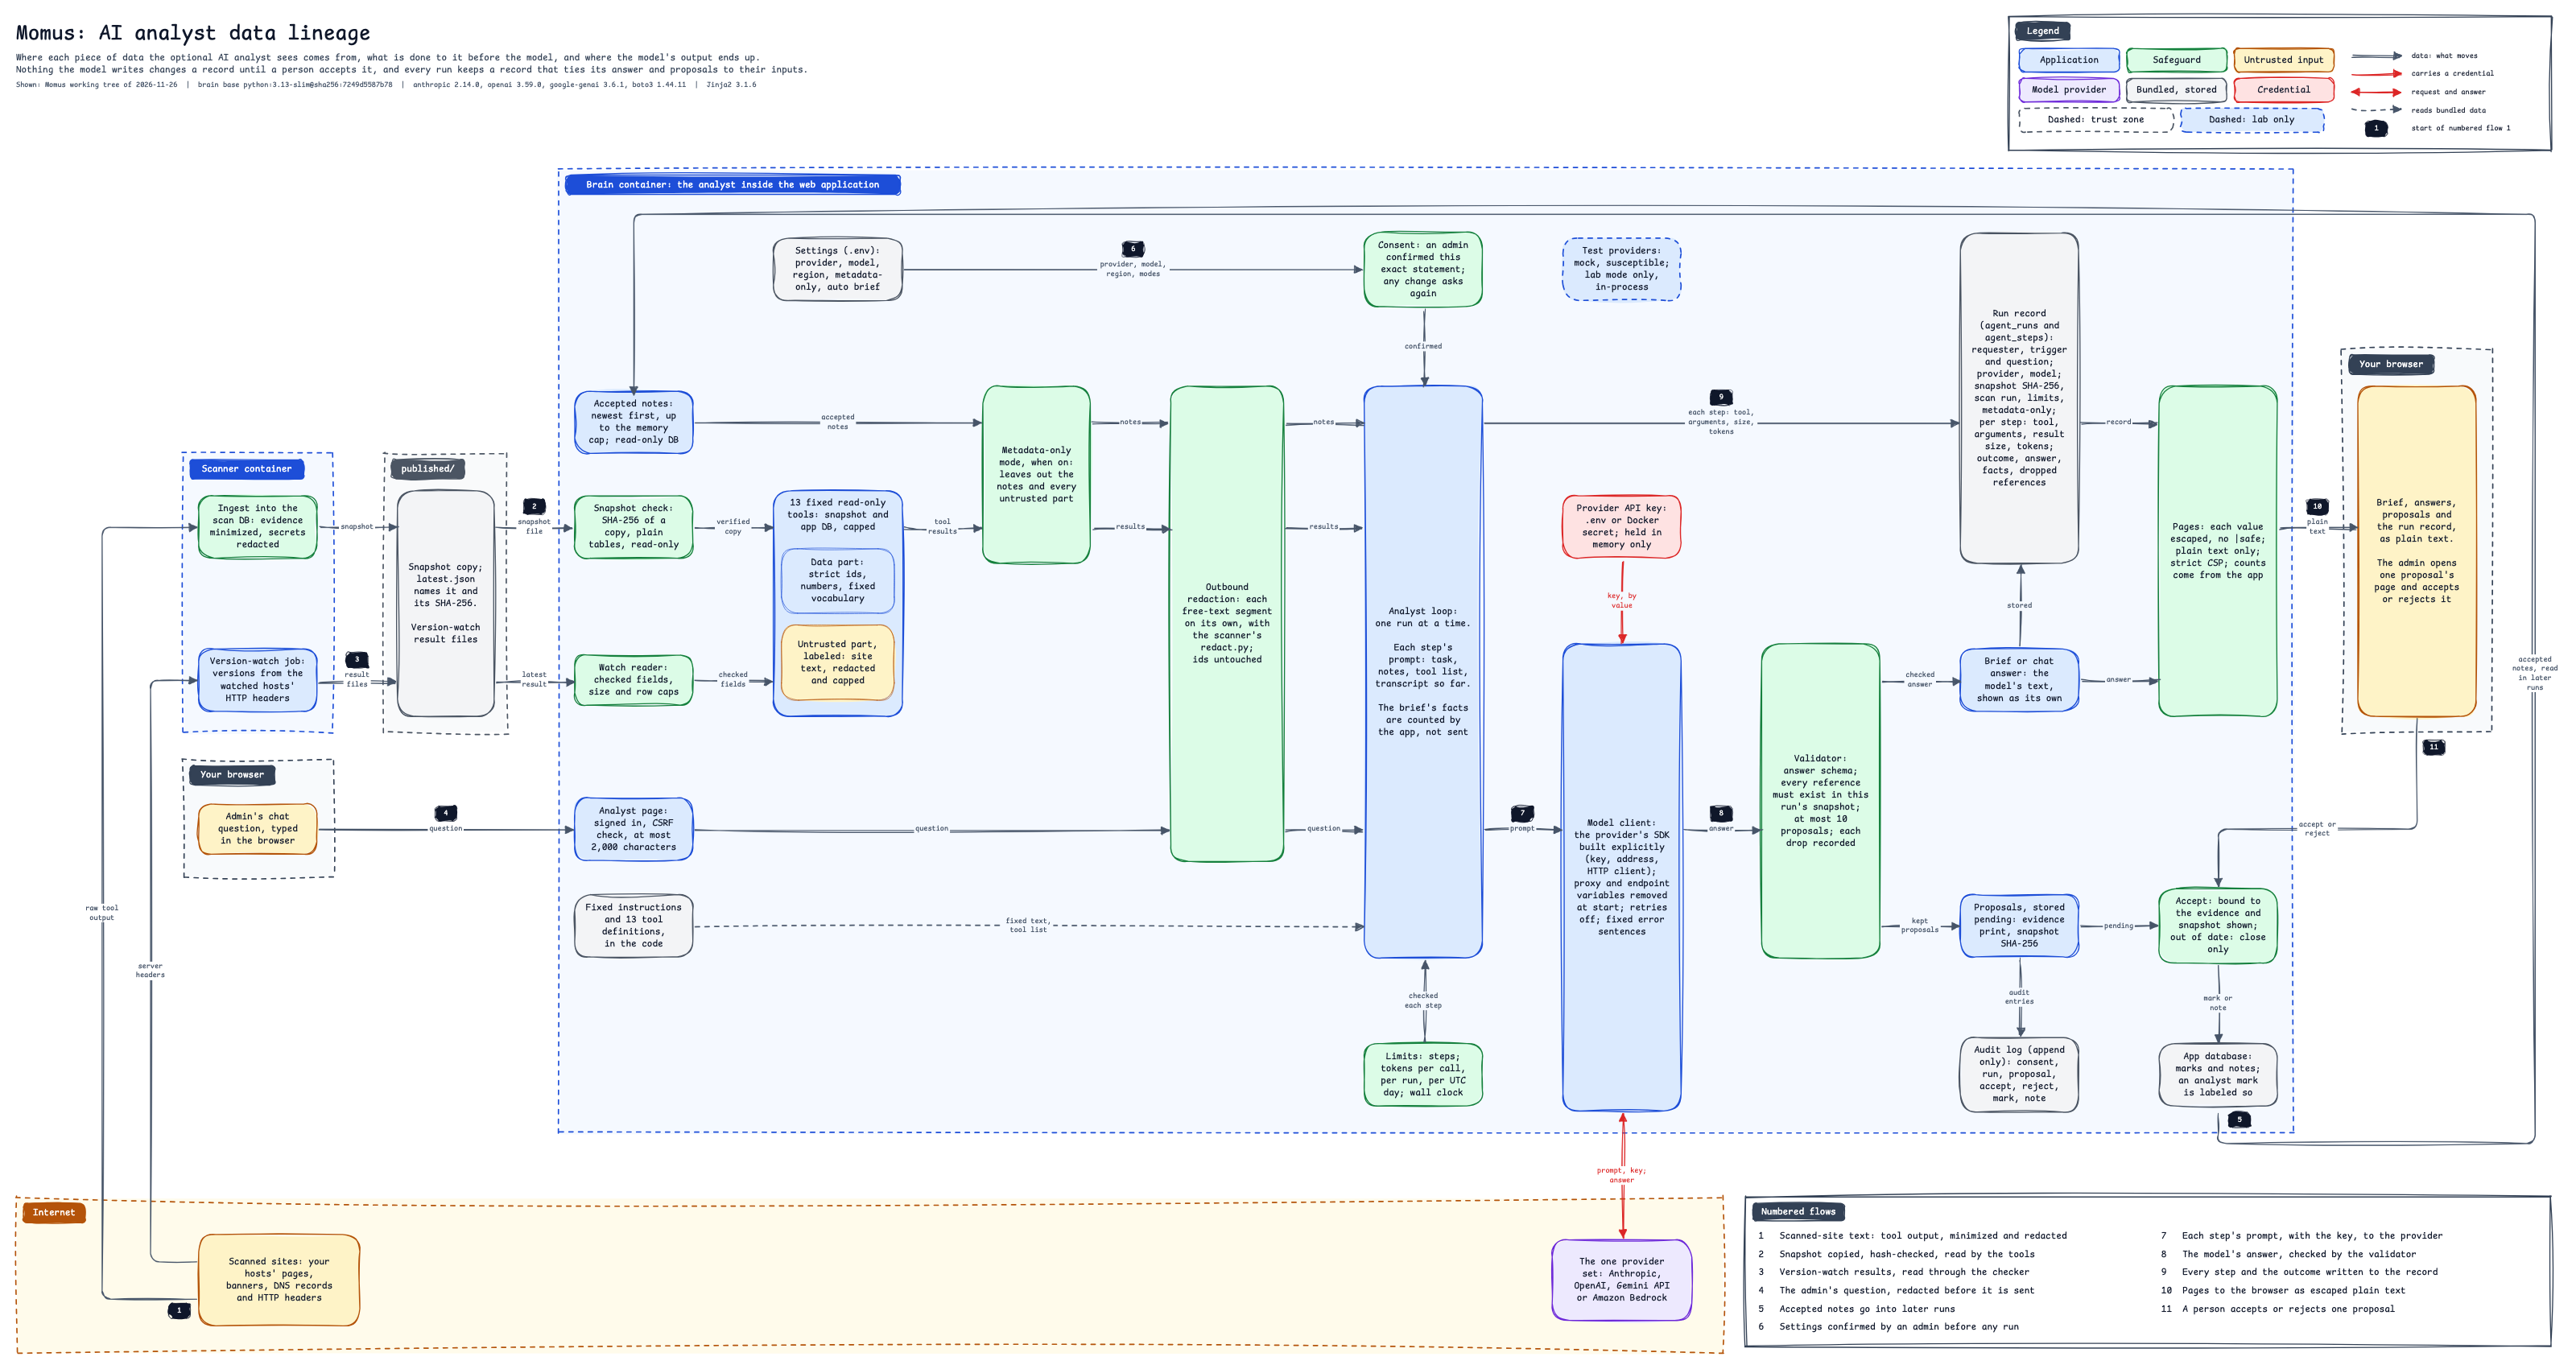 Momus: AI analyst data lineage
Where each piece of data the optional AI analyst sees comes from, what is done to it before the model, and where the model's output ends up.
Nothing the model writes changes a record until a person accepts it, and every run keeps a record that ties its answer and proposals to their inputs.
Shown: Momus working tree of 2026-11-26 | brain base python:3.13-slim@sha256:7249d5587b78 | anthropic 2.14.0, openai 3.59.0, google-genai 3.6.1, boto3 1.44.11 | Jinja2 3.1.6
Legend
Application
Safeguard
Untrusted input
Model provider
Bundled, stored
Credential
Dashed: trust zone
Dashed: lab only
data: what moves
carries a credential
request and answer
reads bundled data
1
start of numbered flow 1
Brain container: the analyst inside the web application
Settings (.env):
provider, model,
region, metadata-
only, auto brief
6
provider, model,
region, modes
Consent: an admin
confirmed this
exact statement;
any change asks
again
Test providers:
mock, susceptible;
lab mode only,
in-process
confirmed
Accepted notes:
newest first, up
to the memory
cap; read-only DB
accepted
notes
Metadata-only
mode, when on:
leaves out the
notes and every
untrusted part
notes
notes
9
each step: tool,
arguments, size,
tokens
Run record
(agent_runs and
agent_steps):
requester, trigger
and question;
provider, model;
snapshot SHA-256,
scan run, limits,
metadata-only;
per step: tool,
arguments, result
size, tokens;
outcome, answer,
facts, dropped
references
record
Scanner container
Ingest into the
scan DB: evidence
minimized, secrets
redacted
snapshot
Version-watch job:
versions from the
watched hosts'
HTTP headers
3
result
files
published/
Snapshot copy;
latest.json
names it and
its SHA-256.
Version-watch
result files
2
snapshot
file
latest
result
Snapshot check:
SHA-256 of a
copy, plain
tables, read-only
verified
copy
Watch reader:
checked fields,
size and row caps
checked
fields
13 fixed read-only
tools: snapshot and
app DB, capped
Data part:
strict ids,
numbers, fixed
vocabulary
Untrusted part,
labeled: site
text, redacted
and capped
tool
results
results
Outbound
redaction: each
free-text segment
on its own, with
the scanner's
redact.py;
ids untouched
results
Analyst loop:
one run at a time.
Each step's
prompt: task,
notes, tool list,
transcript so far.
The brief's facts
are counted by
the app, not sent
Provider API key:
.env or Docker
secret; held in
memory only
key, by
value
Model client:
the provider's SDK
built explicitly
(key, address,
HTTP client);
proxy and endpoint
variables removed
at start; retries
off; fixed error
sentences
Validator:
answer schema;
every reference
must exist in this
run's snapshot;
at most 10
proposals; each
drop recorded
checked
answer
stored
Brief or chat
answer: the
model's text,
shown as its own
answer
Pages: each value
escaped, no |safe;
plain text only;
strict CSP; counts
come from the app
10
plain
text
Your browser
Brief, answers,
proposals and
the run record,
as plain text.
The admin opens
one proposal's
page and accepts
or rejects it
11
accept or
reject
accepted
notes, read
in later
runs
Your browser
Admin's chat
question, typed
in the browser
4
question
Analyst page:
signed in, CSRF
check, at most
2,000 characters
question
question
7
prompt
8
answer
Fixed instructions
and 13 tool
definitions,
in the code
fixed text,
tool list
checked
each step
Limits: steps;
tokens per call,
per run, per UTC
day; wall clock
kept
proposals
Proposals, stored
pending: evidence
print, snapshot
SHA-256
pending
Accept: bound to
the evidence and
snapshot shown;
out of date: close
only
audit
entries
mark or
note
Audit log (append
only): consent,
run, proposal,
accept, reject,
mark, note
App database:
marks and notes;
an analyst mark
is labeled so
5
raw tool
output
server
headers
prompt, key;
answer
Internet
Scanned sites: your
hosts' pages,
banners, DNS records
and HTTP headers
1
The one provider
set: Anthropic,
OpenAI, Gemini API
or Amazon Bedrock
Numbered flows
1 Scanned-site text: tool output, minimized and redacted
2 Snapshot copied, hash-checked, read by the tools
3 Version-watch results, read through the checker
4 The admin's question, redacted before it is sent
5 Accepted notes go into later runs
6 Settings confirmed by an admin before any run
7 Each step's prompt, with the key, to the provider
8 The model's answer, checked by the validator
9 Every step and the outcome written to the record
10 Pages to the browser as escaped plain text
11 A person accepts or rejects one proposal